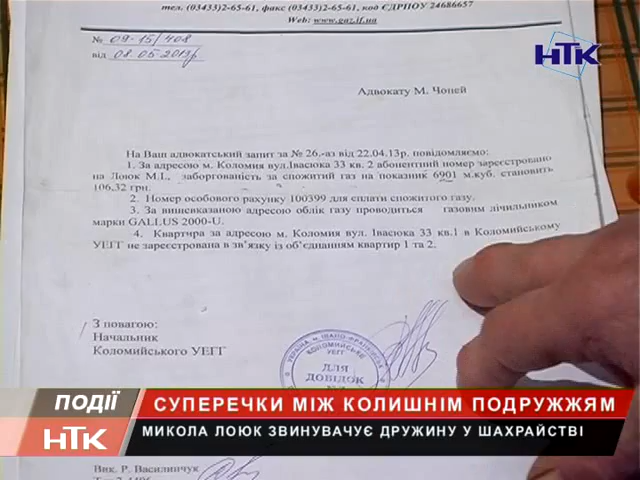 тел. (03433)2-65-61, факс (03433)2-65-61, код ЄДРПОУ 24686657
Web: www.gaz.if.ua
№ 09-15/408
від 08.05.2013р
НТК
Адвокату М. Чопей
На Ваш адвокатський запит за № 26.-аз від 22.04.13р. повідомляємо:
1. За адресою м. Коломия вул.Івасюка 33 кв. 2 абонентний номер зареєстровано
на Лоюк М.І., заборгованість за спожитий газ на показник 6901 м.куб. становить
106,32 грн.
2. Номер особового рахунку 100399 для сплати спожитого газу.
3. За вищевказаною адресою облік газу проводиться газовим лічильником
марки GALLUS 2000-U.
4. Квартира за адресою м. Коломия вул. Івасюка 33 кв.1 в Коломийському
УЕГГ не зареєстрована в зв'язку із об'єднанням квартир 1 та 2.
З повагою:
Начальник
Коломийського УЕГГ
УКРАЇНА, м. ІВАНО-ФРАНКІВСЬК
КОЛОМИЙСЬКЕ
УЕГГ
ДЛЯ
ДОВІДОК
ПОДІЇ
НТК
СУПЕРЕЧКИ МІЖ КОЛИШНІМ ПОДРУЖЖЯМ
МИКОЛА ЛОЮК ЗВИНУВАЧУЄ ДРУЖИНУ У ШАХРАЙСТВІ
Вик. Р. Василинчук